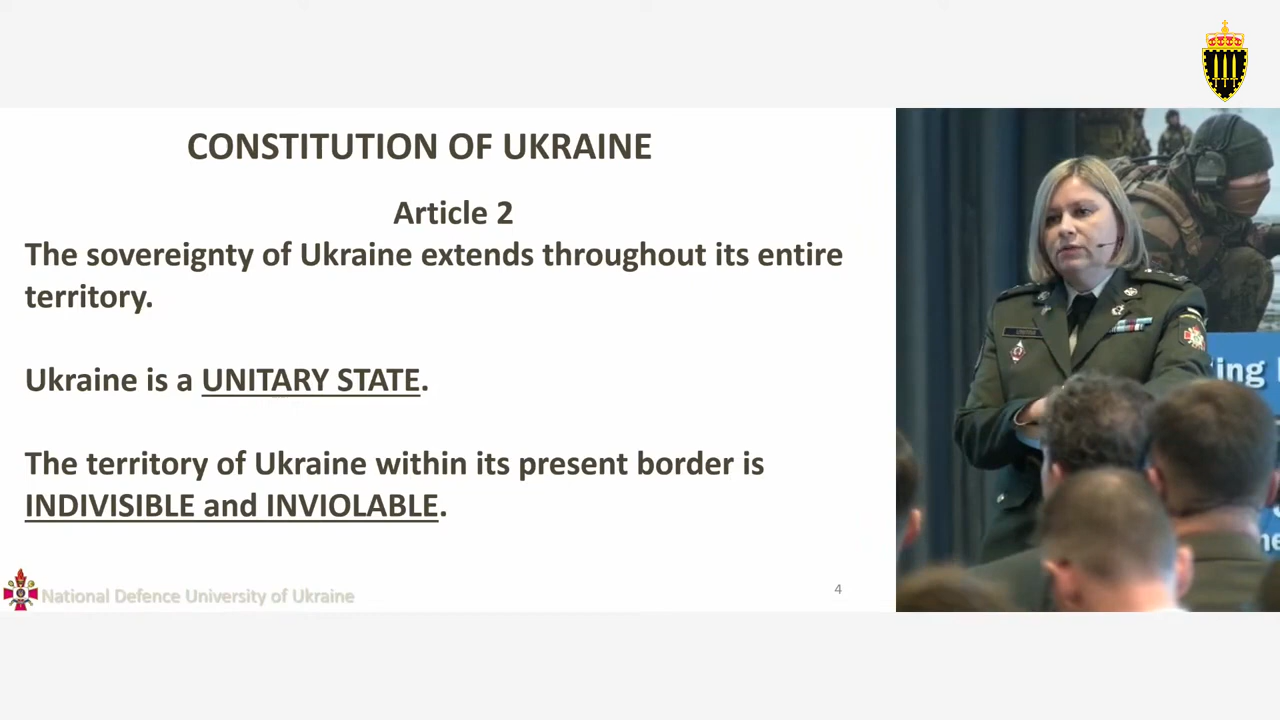 CONSTITUTION OF UKRAINE
Article 2
The sovereignty of Ukraine extends throughout its entire
territory.
Ukraine is a UNITARY STATE.
The territory of Ukraine within its present border is
INDIVISIBLE and INVIOLABLE.
National Defence University of Ukraine
4